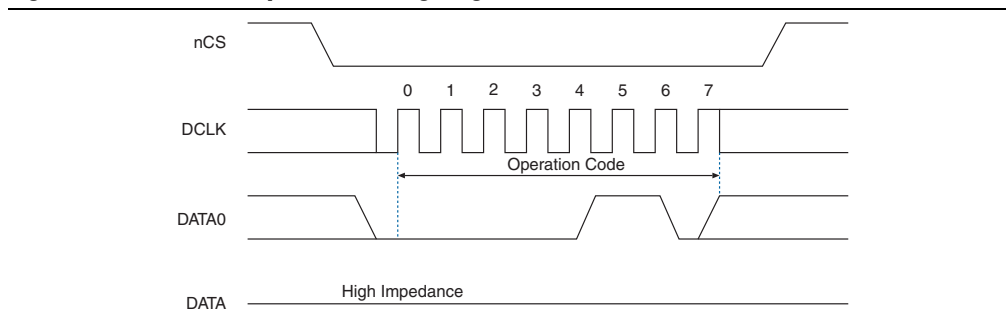 nCS
0 1 2 3 4 5 6 7
DCLK
Operation Code
DATA0
High Impedance
DATA